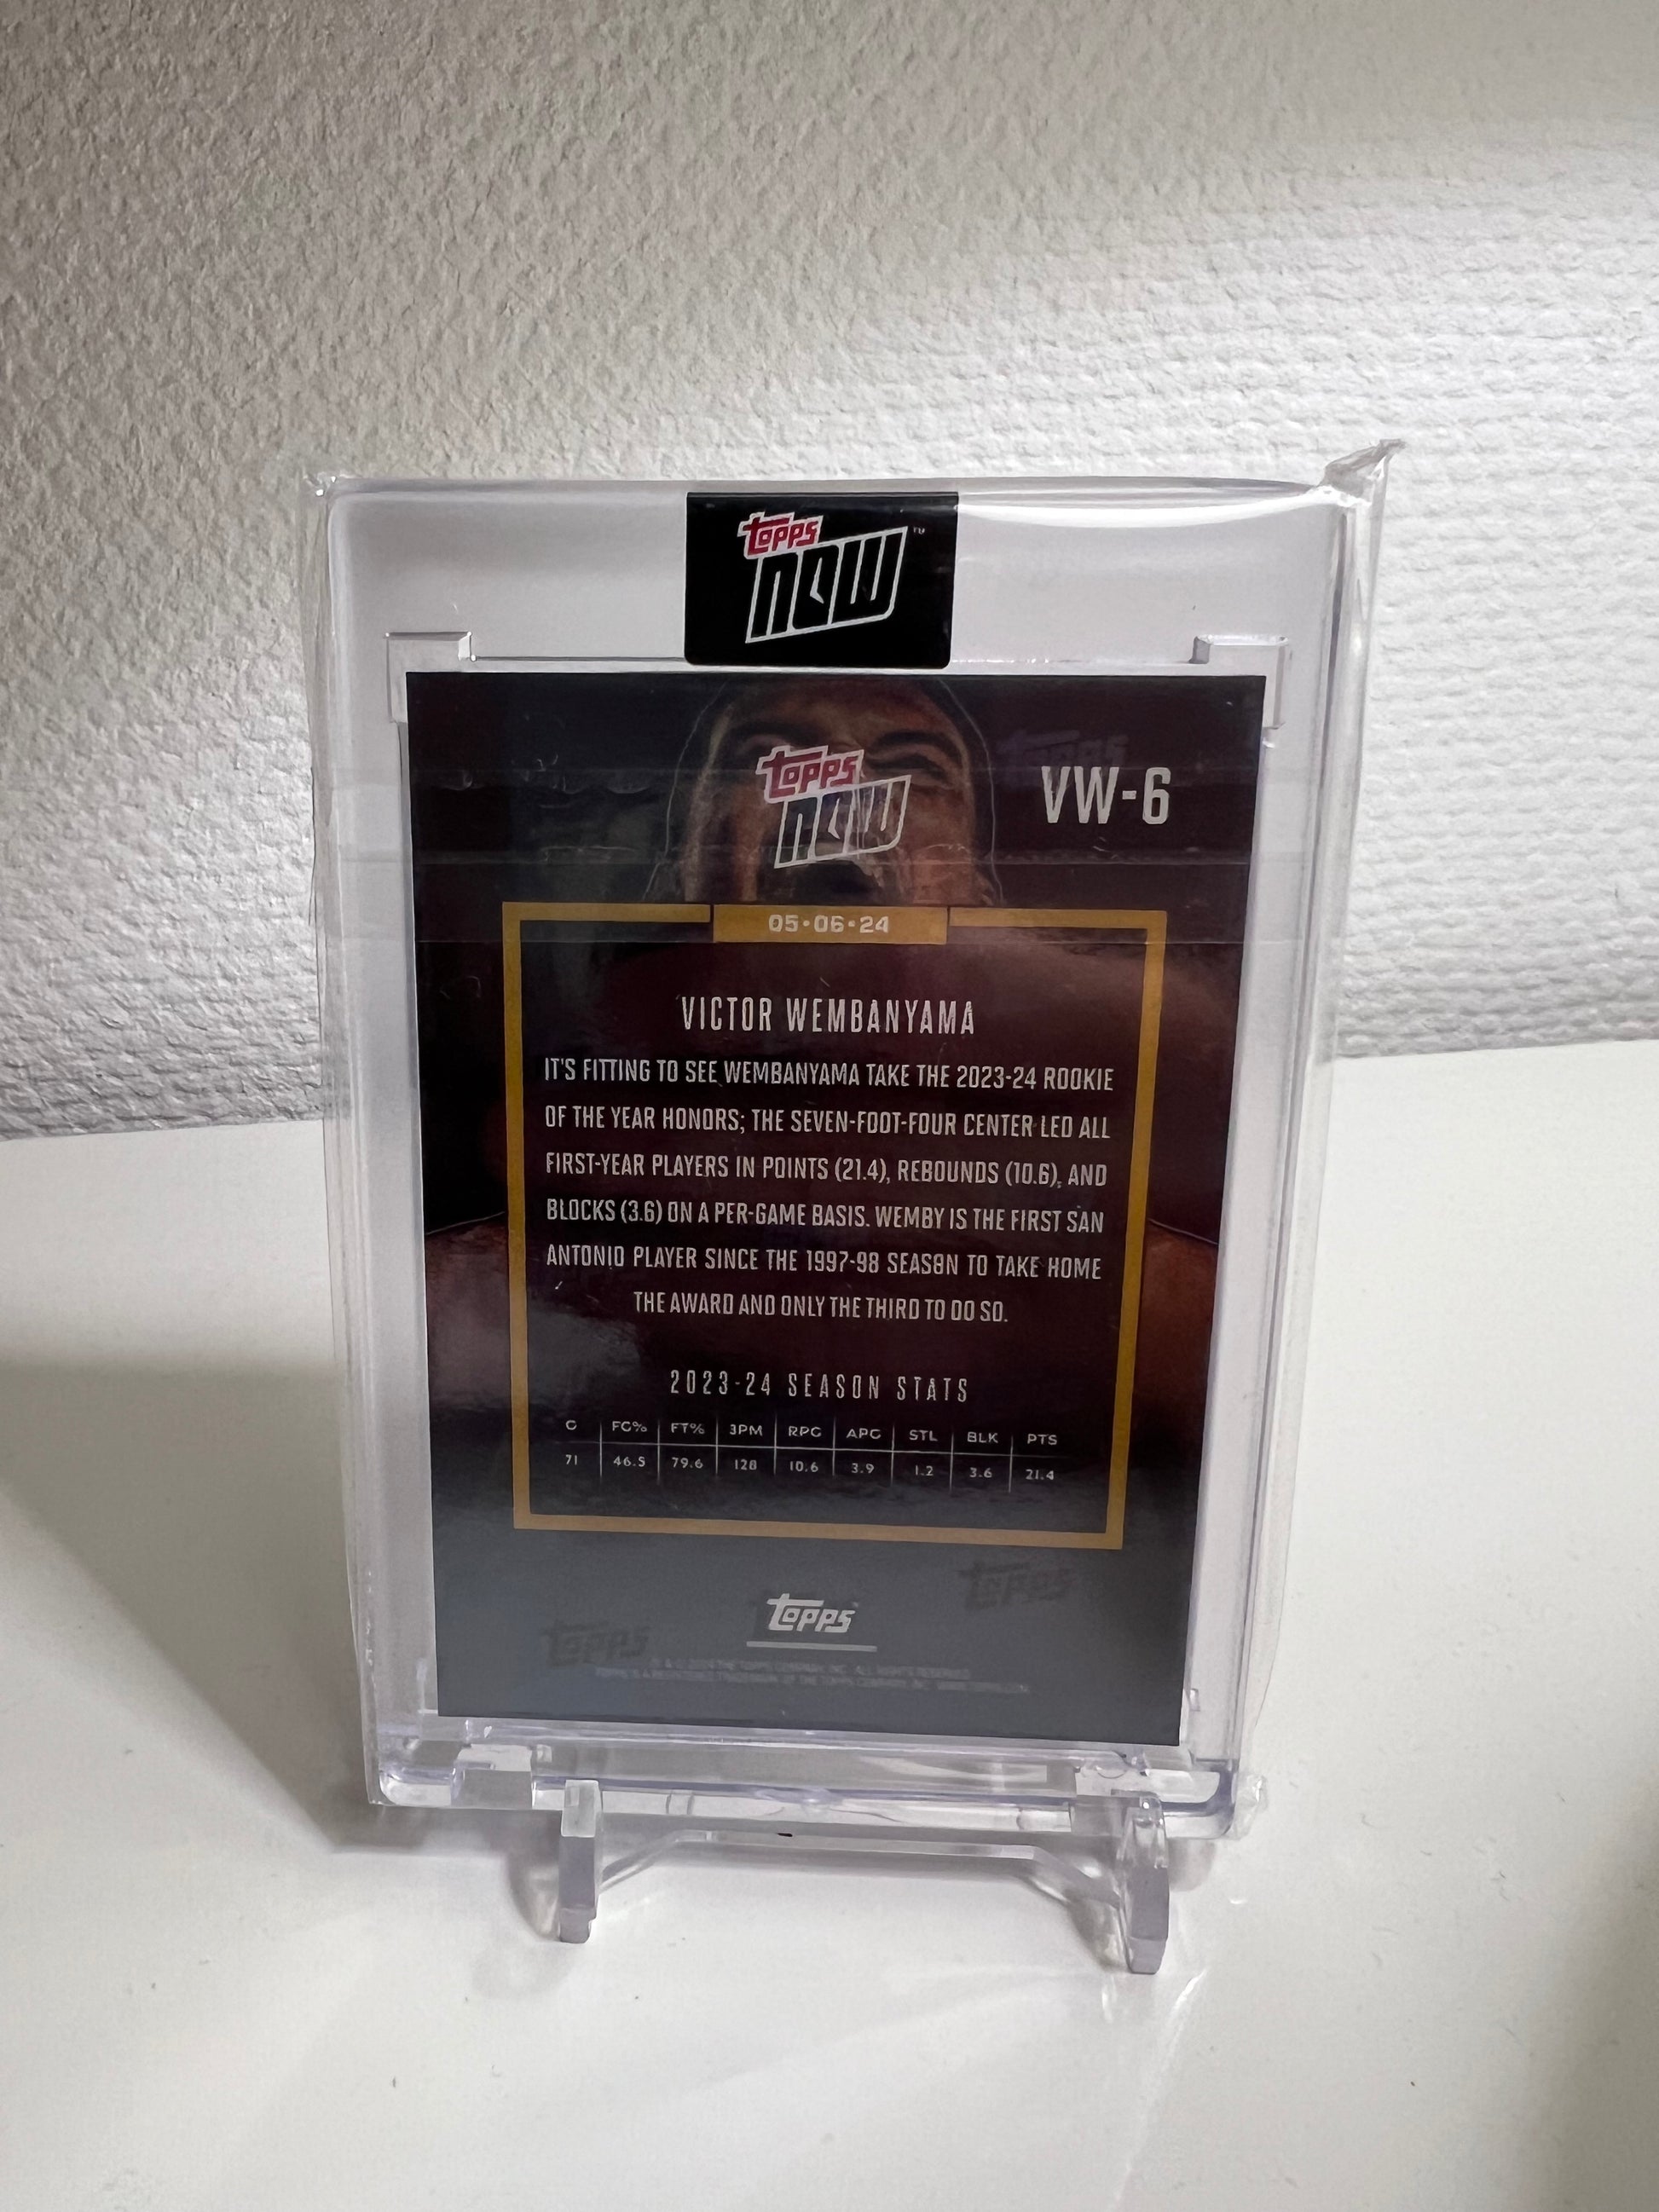 Topps
now
TM
Topps
now
VW-6
05•06•24
VICTOR WEMBANYAMA
IT'S FITTING TO SEE WEMBANYAMA TAKE THE 2023-24 ROOKIE
OF THE YEAR HONORS; THE SEVEN-FOOT-FOUR CENTER LED ALL
FIRST-YEAR PLAYERS IN POINTS (21.4), REBOUNDS (10.6), AND
BLOCKS (3.6) ON A PER-GAME BASIS. WEMBY IS THE FIRST SAN
ANTONIO PLAYER SINCE THE 1997-98 SEASON TO TAKE HOME
THE AWARD AND ONLY THE THIRD TO DO SO.
2023-24 SEASON STATS
G FG% FT% 3PM RPG APG STL BLK PTS
71 46.5 79.6 128 10.6 3.9 1.2 3.6 21.4
Topps
Topps
Topps